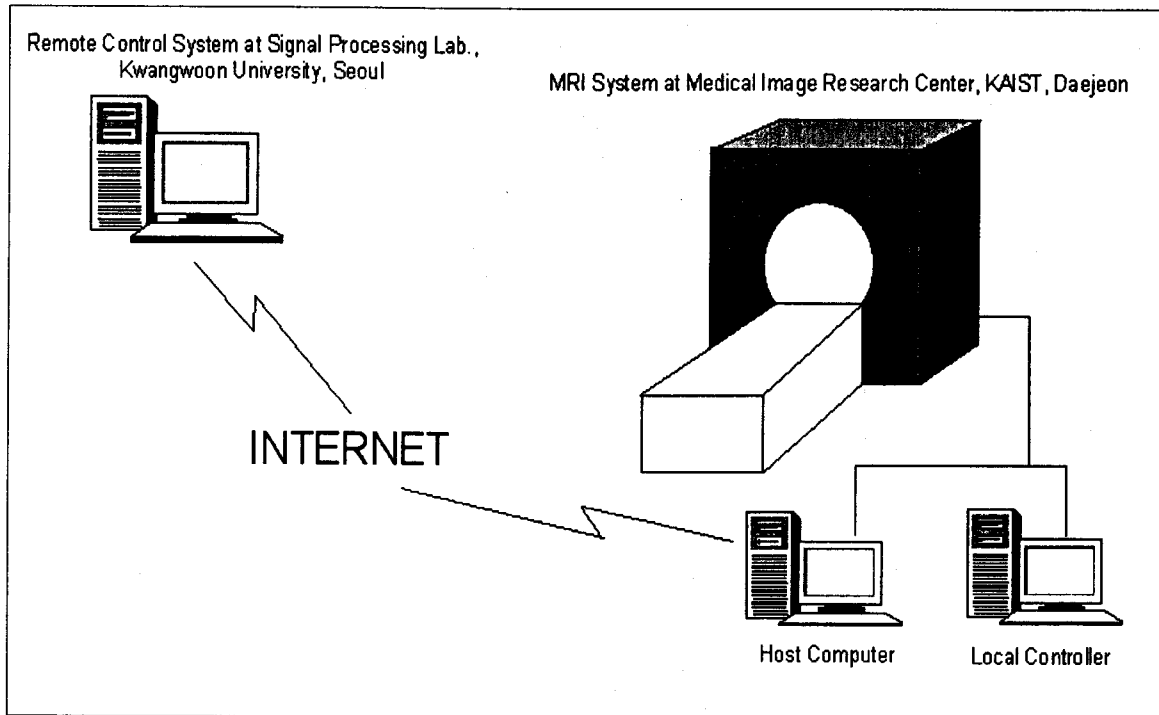 Remote Control System at Signal Processing Lab.,
Kwangwoon University, Seoul
MRI System at Medical Image Research Center, KAIST, Daejeon
INTERNET
Host Computer
Local Controller